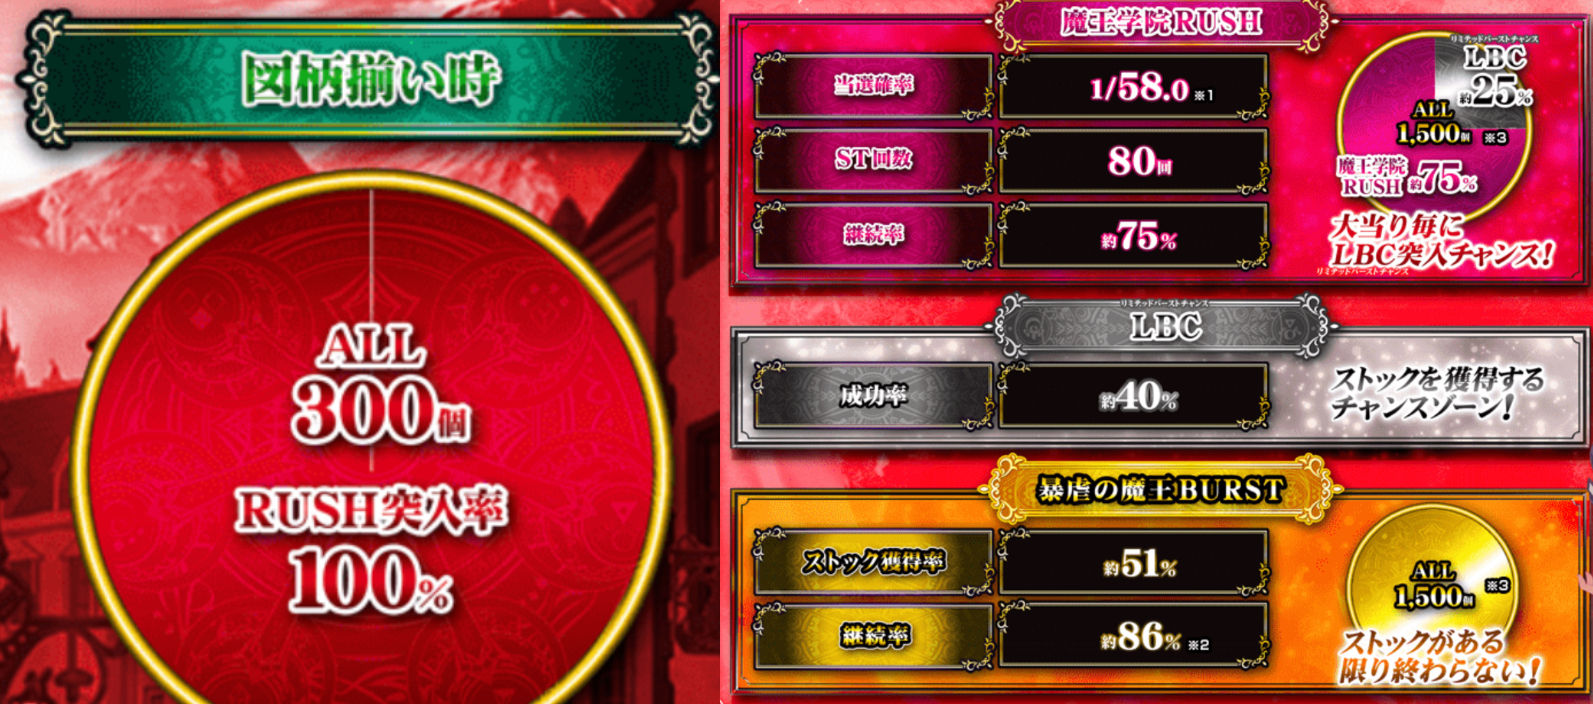 図柄揃い時
ALL
300個
RUSH突入率
100%
魔王学院RUSH
当選確率
1/58.0 ※1
ST回数
80回
継続率
約75%
リミテッドバーストチャンス
LBC
約25%
ALL
1,500個 ※3
魔王学院
RUSH 約75%
大当り毎に
LBC突入チャンス!
リミテッドバーストチャンス
リミテッドバーストチャンス
LBC
成功率
約40%
ストックを獲得する
チャンスゾーン!
暴虐の魔王BURST
ストック獲得率
約51%
継続率
約86% ※2
ALL
1,500個 ※3
ストックがある
限り終わらない!